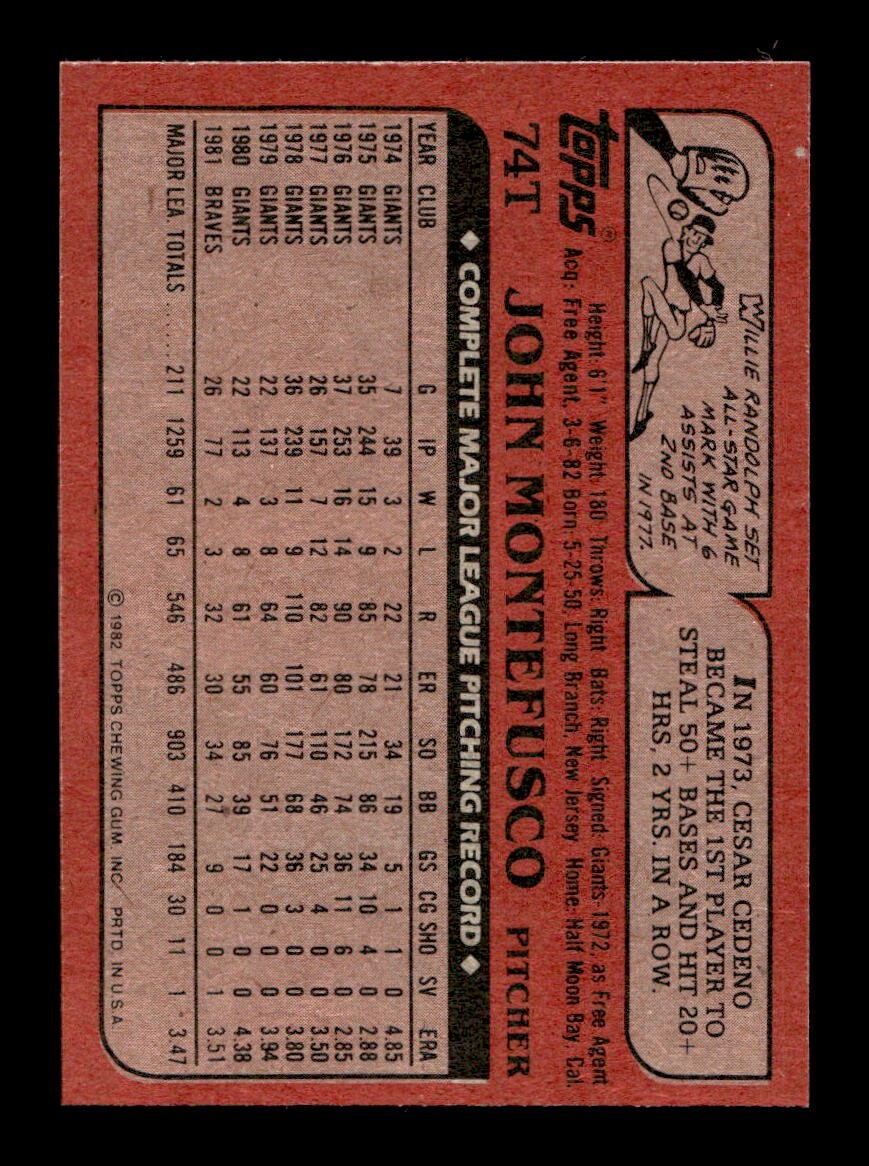 WILLIE RANDOLPH SET
ALL-STAR GAME
MARK WITH 6
ASSISTS AT
2ND BASE
IN 1977.
IN 1973, CESAR CEDENO
BECAME THE 1ST PLAYER TO
STEAL 50+ BASES AND HIT 20+
HRS, 2 YRS. IN A ROW.
topps®
Height: 6'1" Weight: 180 Throws: Right Bats: Right Signed: Giants-1972, as Free Agent
Acq: Free Agent, 3-6-82 Born: 5-25-50, Long Branch, New Jersey Home: Half Moon Bay, Cal.
74T JOHN MONTEFUSCO PITCHER
◆ COMPLETE MAJOR LEAGUE PITCHING RECORD ◆
YEAR CLUB G IP W L R ER SO BB GS CG SHO SV ERA
1974 GIANTS 7 39 3 2 22 21 34 19 5 1 1 0 4.85
1975 GIANTS 35 244 15 9 85 78 215 86 34 10 4 0 2.88
1976 GIANTS 37 253 16 14 90 80 172 74 36 11 6 0 2.85
1977 GIANTS 26 157 7 12 82 61 110 46 25 4 0 0 3.50
1978 GIANTS 36 239 11 9 110 101 177 68 36 3 0 0 3.80
1979 GIANTS 22 137 3 8 64 60 76 51 22 0 0 0 3.94
1980 GIANTS 22 113 4 8 61 55 85 39 17 1 0 0 4.38
1981 BRAVES 26 77 2 3 32 30 34 27 9 0 0 1 3.51
MAJOR LEA TOTALS ...... 211 1259 61 65 546 486 903 410 184 30 11 1 3.47
© 1982 TOPPS CHEWING GUM, INC. PRTD. IN U.S.A.